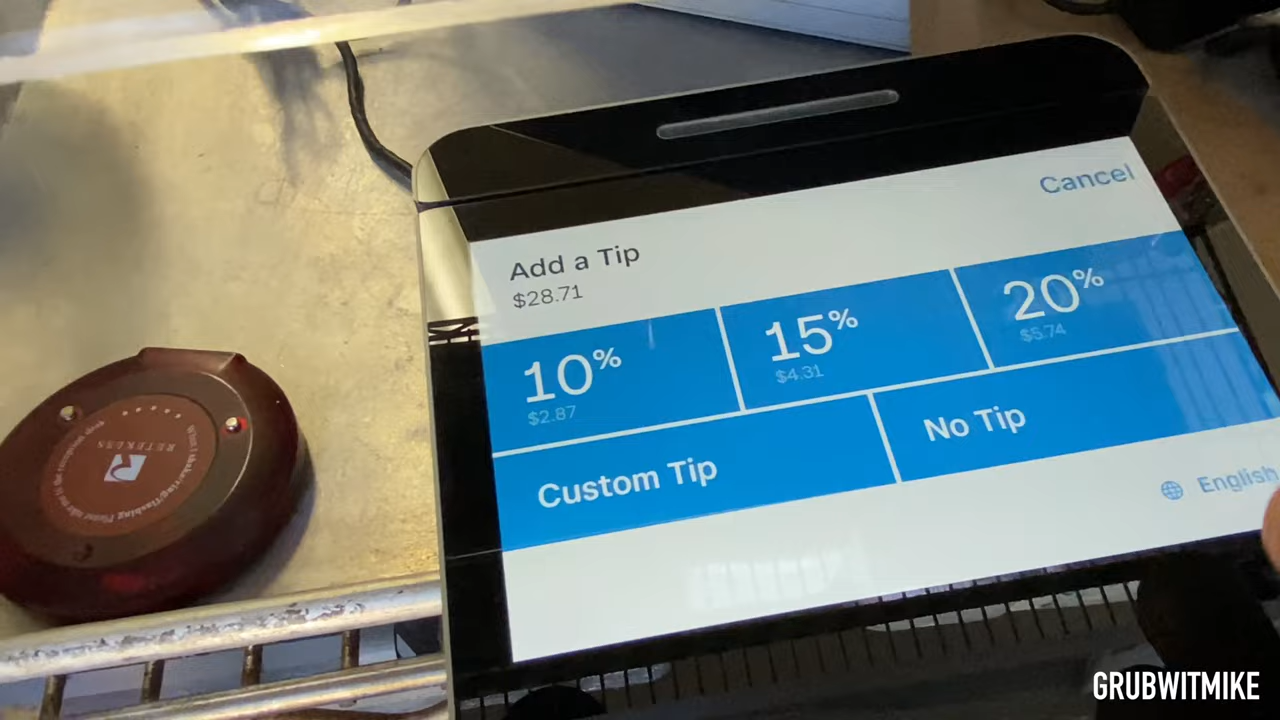 Cancel
Add a Tip
$28.71
10%
$2.87
15%
$4.31
20%
$5.74
Custom Tip
No Tip
English
RETEKESS
GRUBWITMIKE